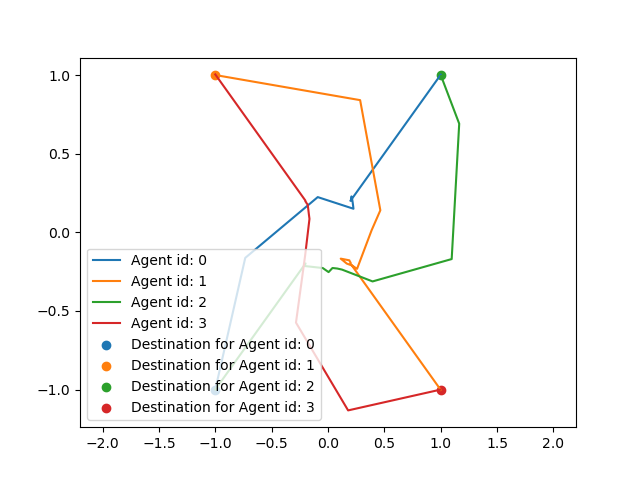 1.0
0.5
0.0
−0.5
−1.0
Agent id: 0
Agent id: 1
Agent id: 2
Agent id: 3
Destination for Agent id: 0
Destination for Agent id: 1
Destination for Agent id: 2
Destination for Agent id: 3
−2.0 −1.5 −1.0 −0.5 0.0 0.5 1.0 1.5 2.0